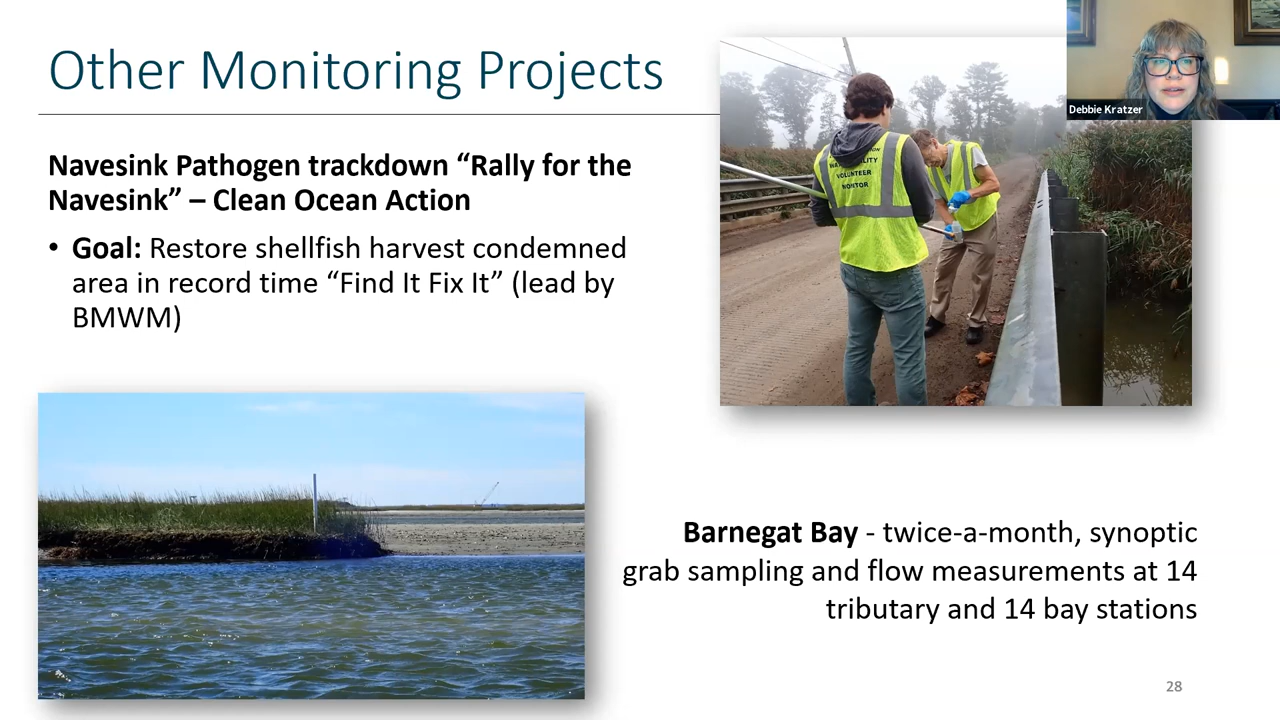 Other Monitoring Projects
Debbie Kratzer
Navesink Pathogen trackdown “Rally for the
Navesink” – Clean Ocean Action
• Goal: Restore shellfish harvest condemned
area in record time “Find It Fix It” (lead by
BMWM)
VOLUNTEER
MONITOR
Barnegat Bay - twice-a-month, synoptic
grab sampling and flow measurements at 14
tributary and 14 bay stations
28